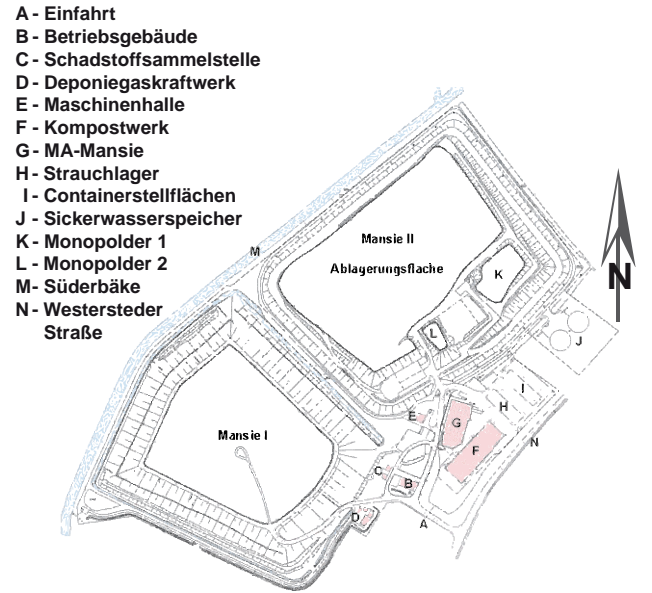 A - Einfahrt
B - Betriebsgebäude
C - Schadstoffsammelstelle
D - Deponiegaskraftwerk
E - Maschinenhalle
F - Kompostwerk
G - MA-Mansie
H - Strauchlager
I - Containerstellflächen
J - Sickerwasserspeicher
K - Monopolder 1
L - Monopolder 2
M - Süderbäke
N - Westersteder
Straße
M
Mansie II
Ablagerungsfläche
K
N
L
J
I
H
E
G
F
N
Mansie I
C
B
D
A